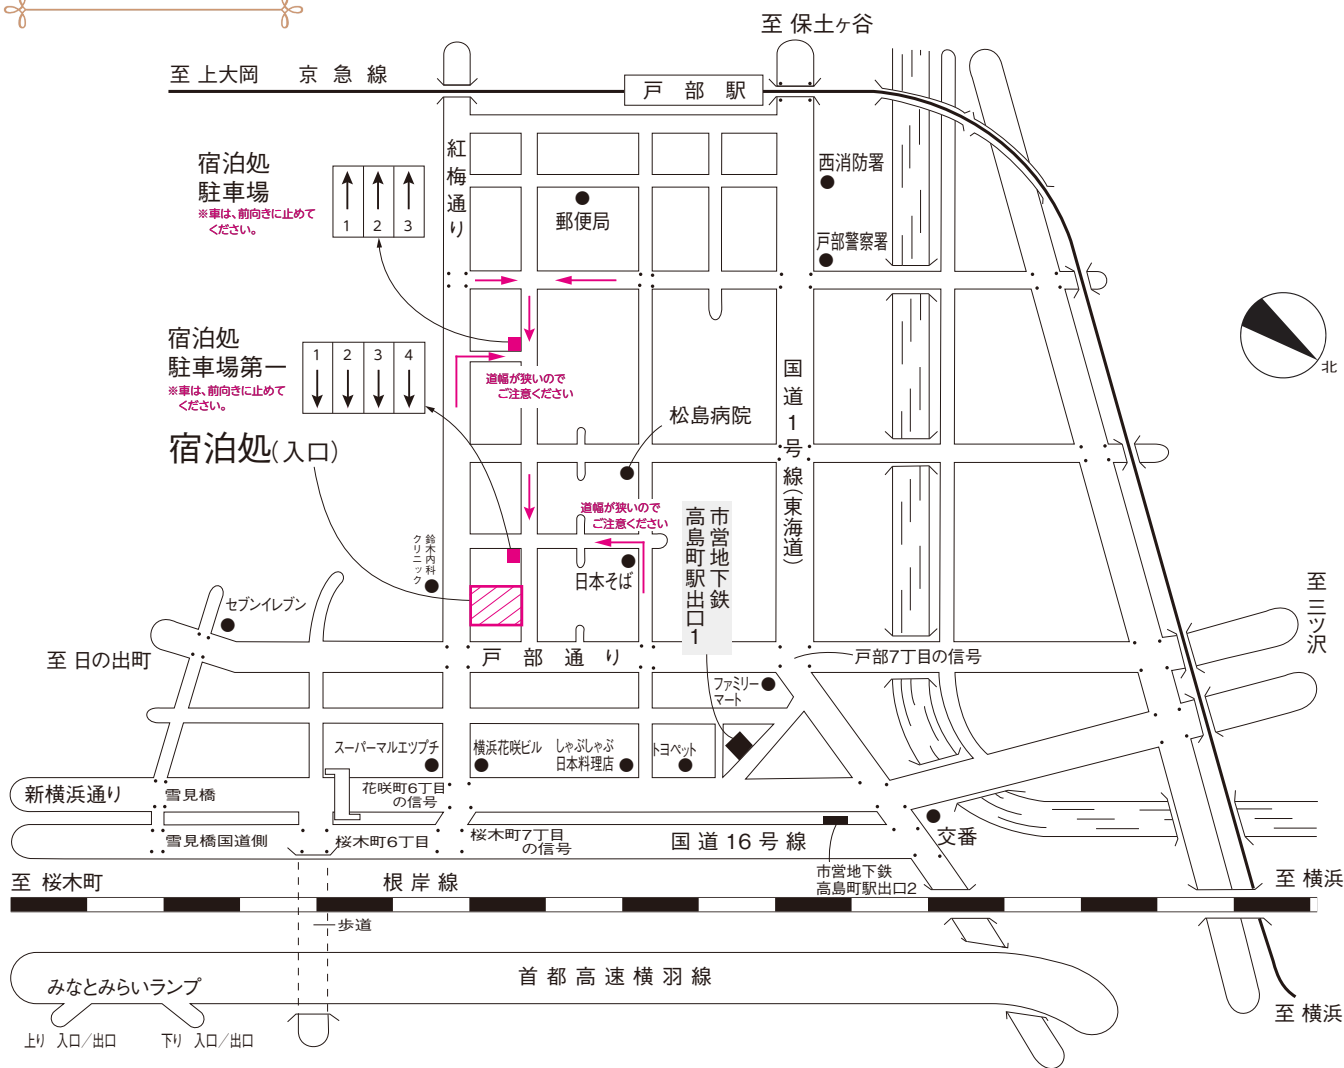 至 保土ヶ谷
至 上大岡
京急線
戸部駅
紅梅通り
宿泊処
駐車場
※車は、前向きに止めて
ください。
1 2 3
郵便局
西消防署
戸部警察署
宿泊処
駐車場第一
※車は、前向きに止めて
ください。
1 2 3 4
道幅が狭いので
ご注意ください
国道1号線(東海道)
北
宿泊処(入口)
松島病院
道幅が狭いので
ご注意ください
市営地下鉄
高島町駅出口1
鈴木内科
クリニック
日本そば
セブンイレブン
至 三ツ沢
至 日の出町
戸部通り
戸部7丁目の信号
ファミリー
マート
スーパーマルエツプチ
横浜花咲ビル
しゃぶしゃぶ
日本料理店
トヨペット
新横浜通り
雪見橋
花咲町6丁目
の信号
雪見橋国道側
桜木町6丁目
桜木町7丁目
の信号
国道16号線
交番
市営地下鉄
高島町駅出口2
至 桜木町
根岸線
至 横浜
歩道
首都高速横羽線
みなとみらいランプ
上り 入口/出口
下り 入口/出口
至 横浜